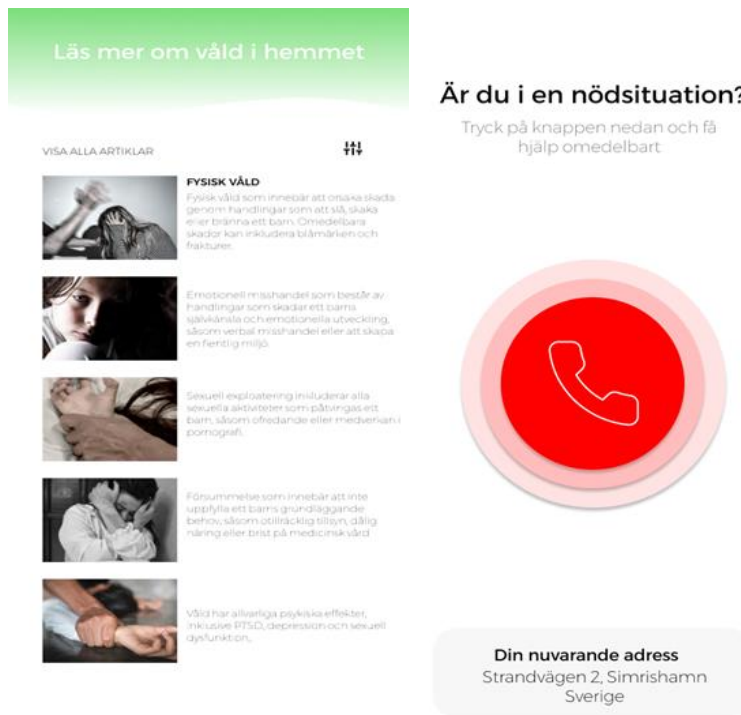 Läs mer om våld i hemmet
VISA ALLA ARTIKLAR
FYSISK VÅLD
Fysisk våld som innebär att orsaka skada
genom handlingar som att slå, skaka
eller bränna ett barn. Omedelbara
skador kan inkludera blåmärken och
frakturer.
Emotionell misshandel som består av
handlingar som skadar ett barns
självkänsla och emotionella utveckling,
såsom verbal misshandel eller att skapa
en fientlig miljö.
Sexuell exploatering inkluderar alla
sexuella aktiviteter som påtvingas ett
barn, såsom ofredande eller medverkan i
pornografi.
Försummelse som innebär att inte
uppfylla ett barns grundläggande
behov, såsom otillräcklig tillsyn, dålig
näring eller brist på medicinsk vård
Våld har allvarliga psykiska effekter,
inklusive PTSD, depression och sexuell
dysfunktion.
Är du i en nödsituation?
Tryck på knappen nedan och få
hjälp omedelbart
Din nuvarande adress
Strandvägen 2, Simrishamn
Sverige